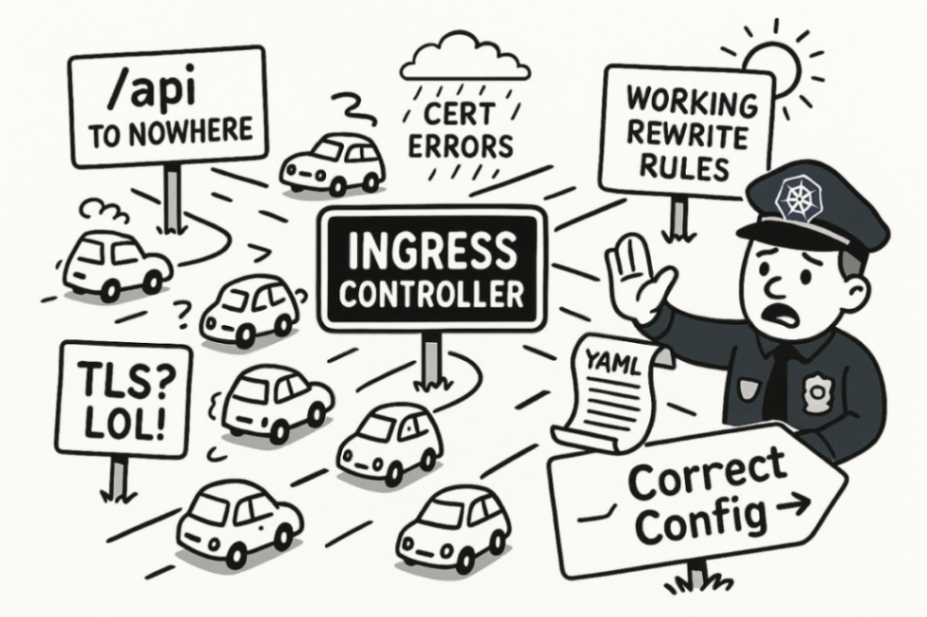 /api
TO NOWHERE
CERT
ERRORS
WORKING
REWRITE
RULES
INGRESS
CONTROLLER
TLS?
LOL!
YAML
Correct
Config